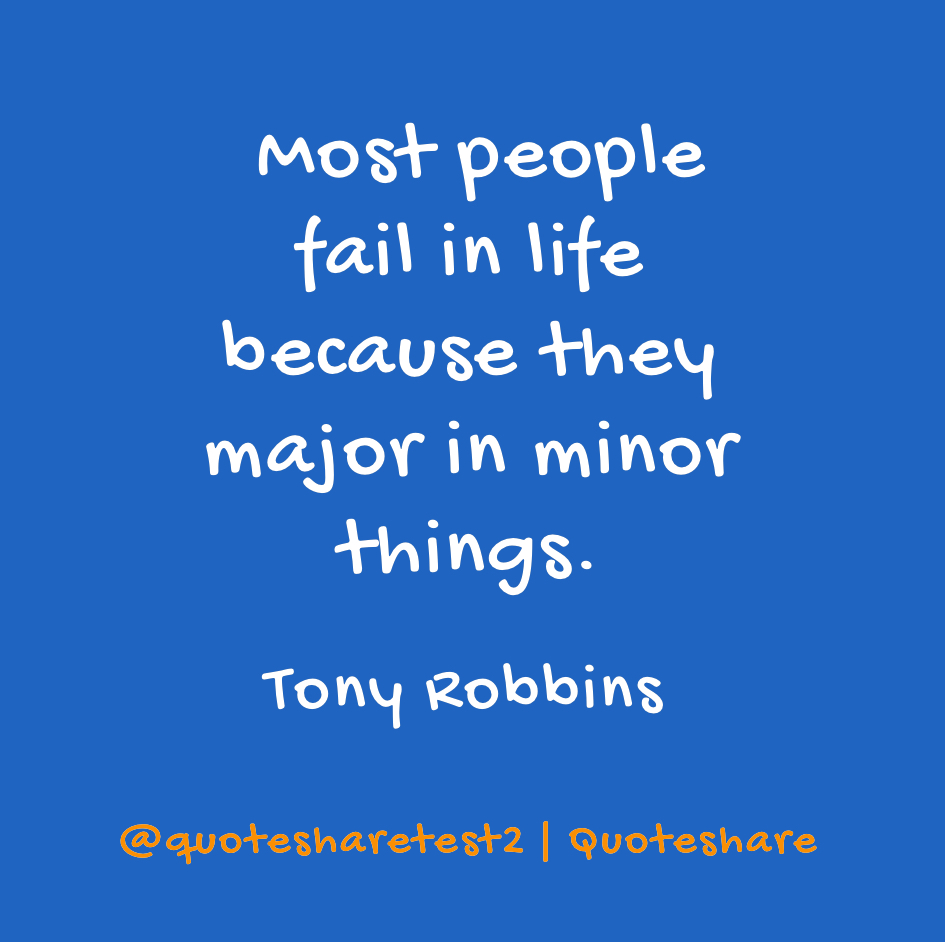 Most people
fail in life
because they
major in minor
things.
Tony Robbins
@quotesharetest2 | Quoteshare